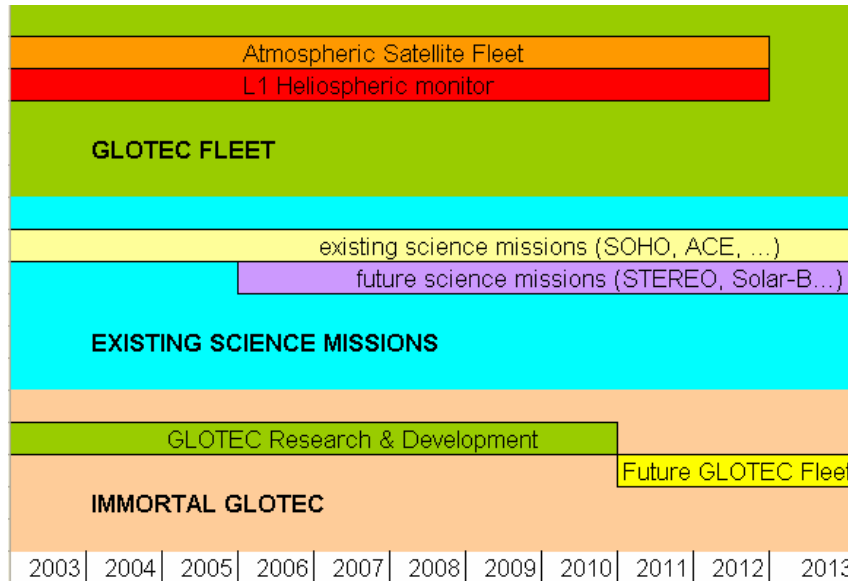 Atmospheric Satellite Fleet
L1 Heliospheric monitor
GLOTEC FLEET
existing science missions (SOHO, ACE, ...)
future science missions (STEREO, Solar-B...)
EXISTING SCIENCE MISSIONS
GLOTEC Research & Development
Future GLOTEC Fleet
IMMORTAL GLOTEC
2003 2004 2005 2006 2007 2008 2009 2010 2011 2012 2013